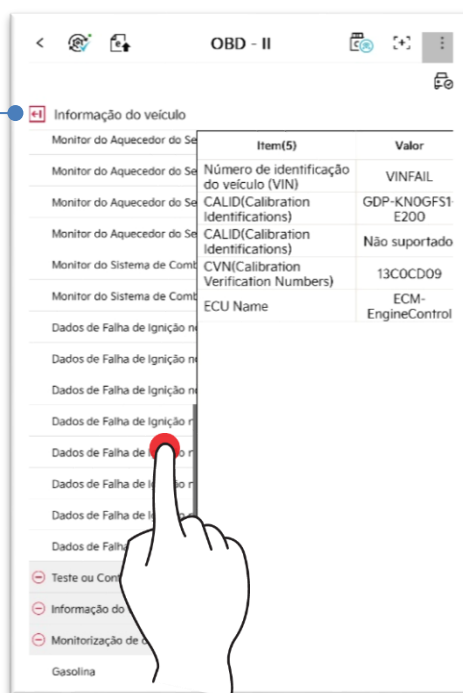 OBD - II
Informação do veículo
Monitor do Aquecedor do Se
Monitor do Aquecedor do Se
Monitor do Aquecedor do Se
Monitor do Aquecedor do Se
Monitor do Sistema de Comb
Monitor do Sistema de Comb
Dados de Falha de Ignição n
Dados de Falha de Ignição n
Dados de Falha de Ignição n
Dados de Falha de Ignição n
Dados de Falha de
Dados de Falha de
Dados de Falha de
Dados de Falha
Teste ou Cont
Informação do
Monitorização de
Gasolina
Item(5) Valor
Número de identificação
do veículo (VIN)
VINFAIL
CALID(Calibration
Identifications)
GDP-KN0GFS1-
E200
CALID(Calibration
Identifications)
Não suportado
CVN(Calibration
Verification Numbers)
13C0CD09
ECU Name
ECM-
EngineControl